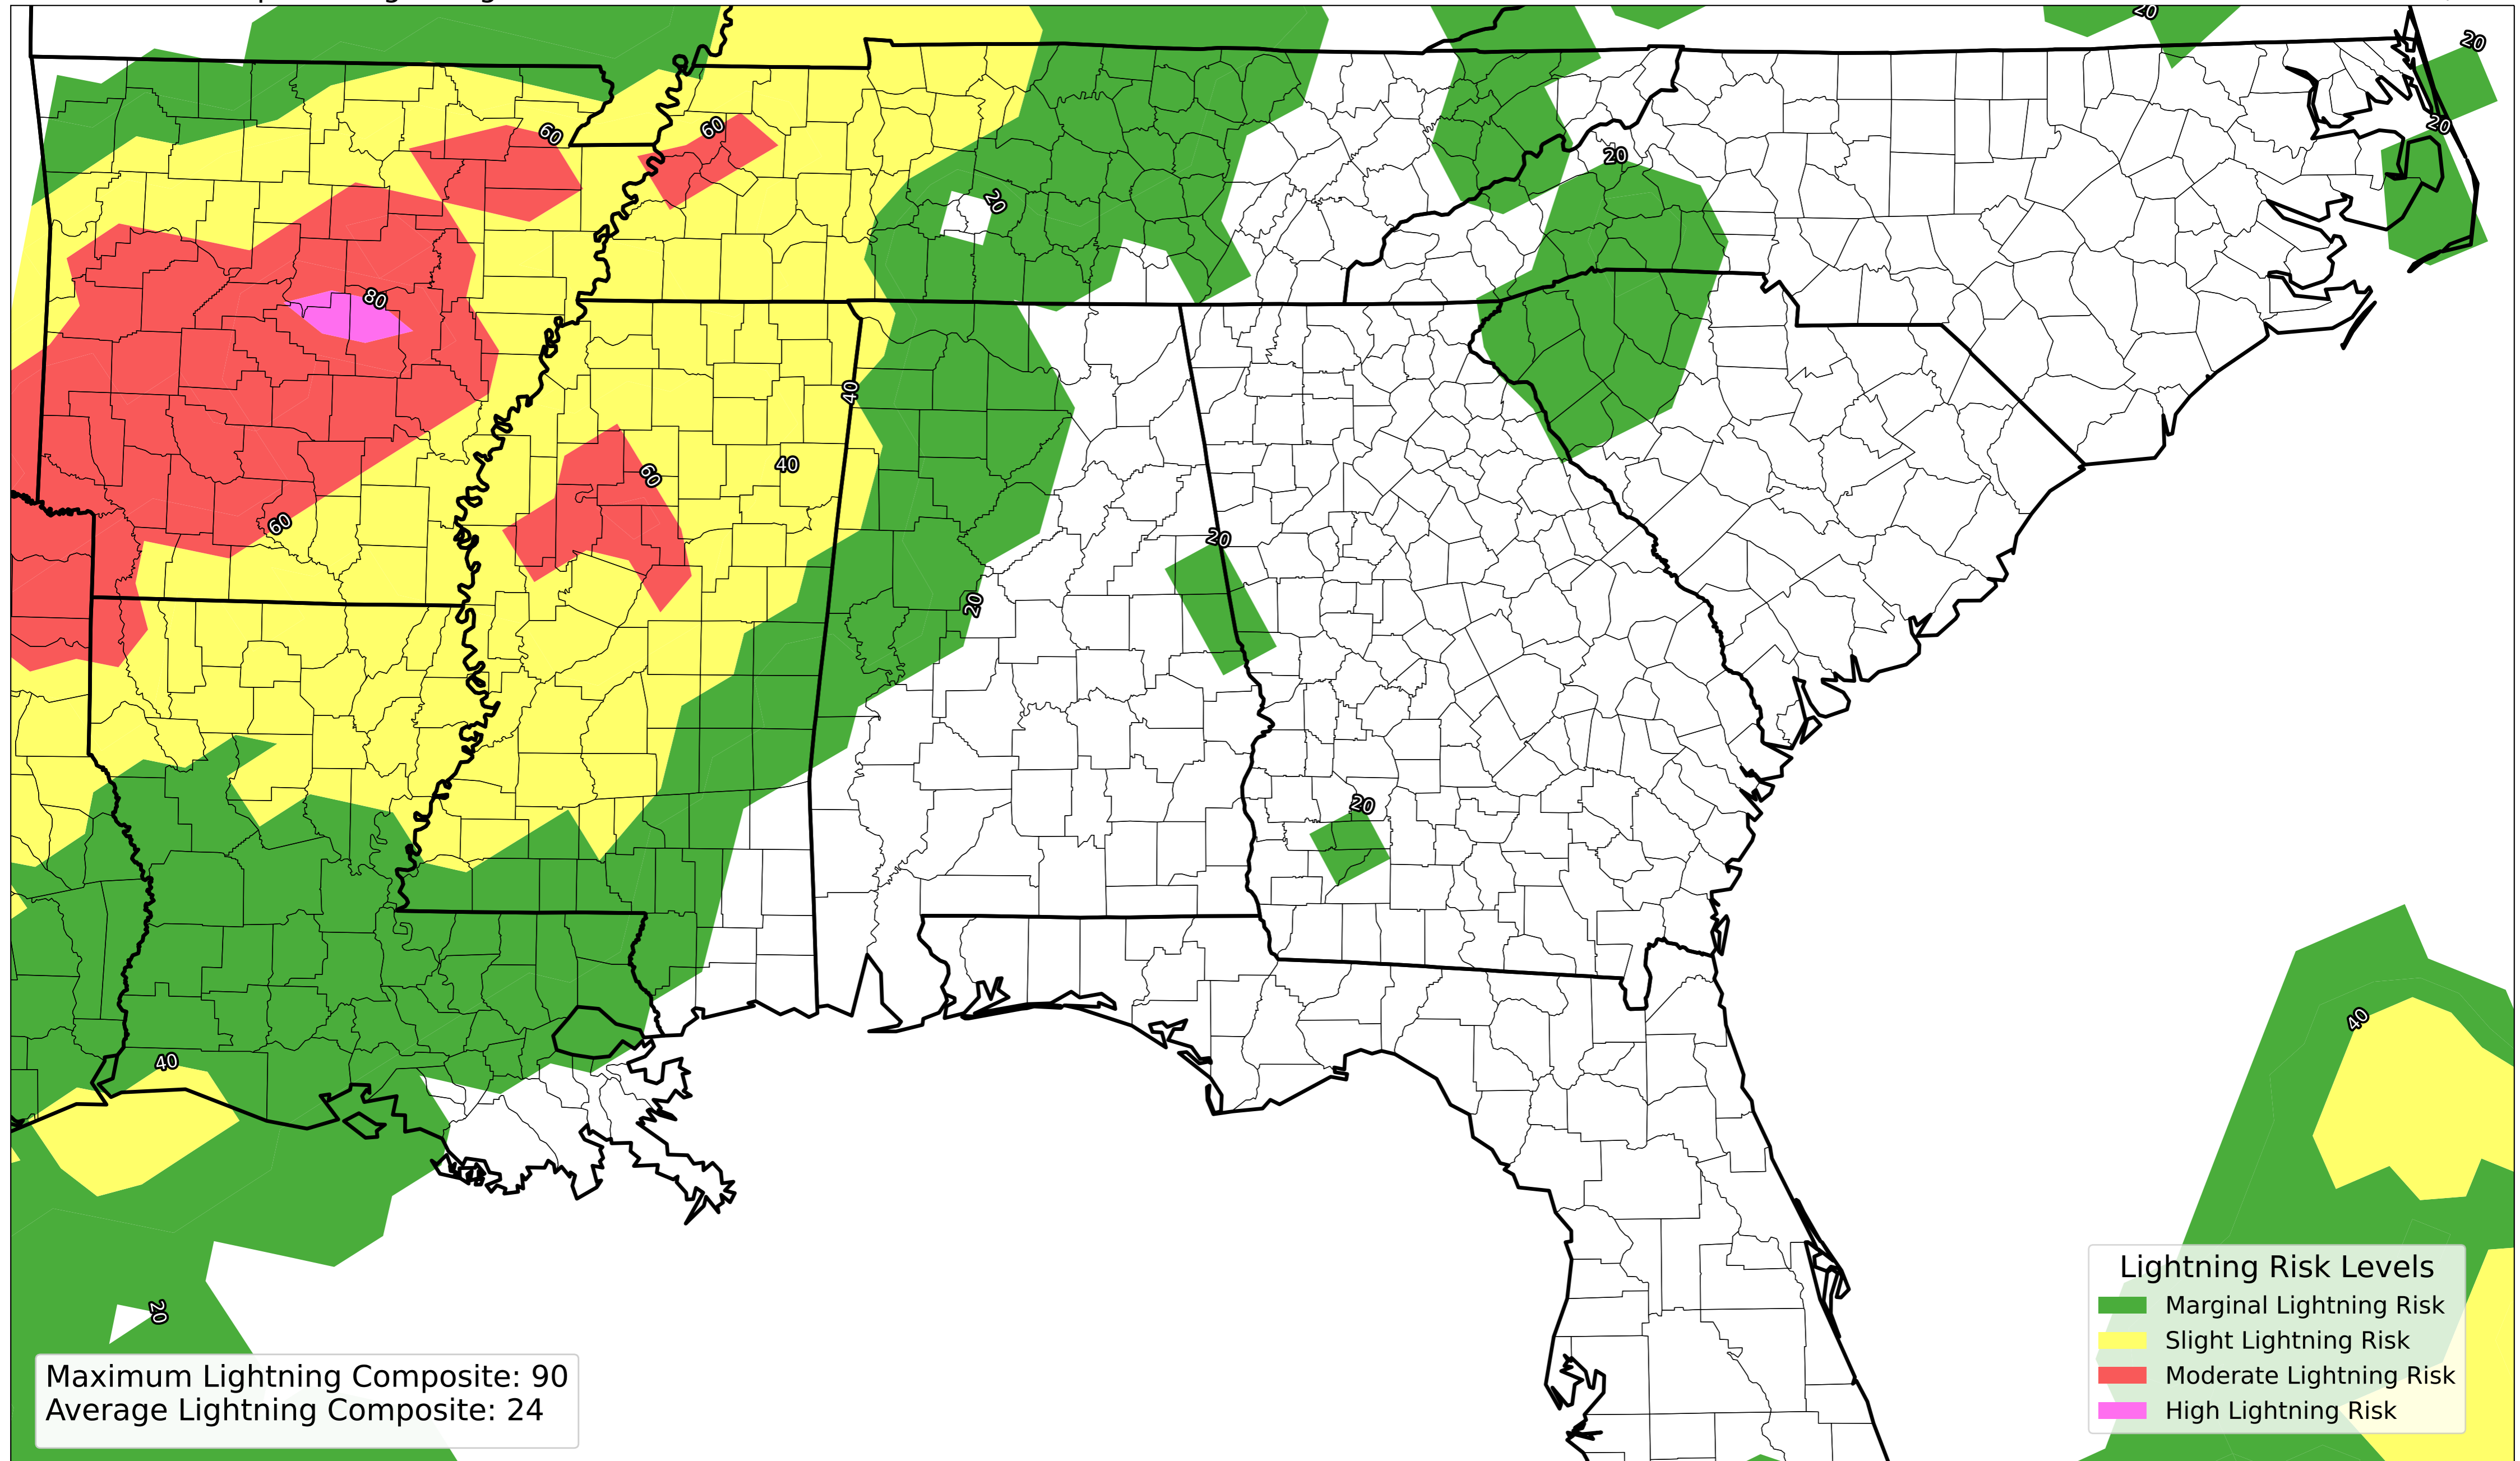 20
20
60
60
20
20
20
80
40
40
60
60
20
20
20
40
40
20
Lightning Risk Levels
Marginal Lightning Risk
Slight Lightning Risk
Moderate Lightning Risk
High Lightning Risk
Maximum Lightning Composite: 90
Average Lightning Composite: 24